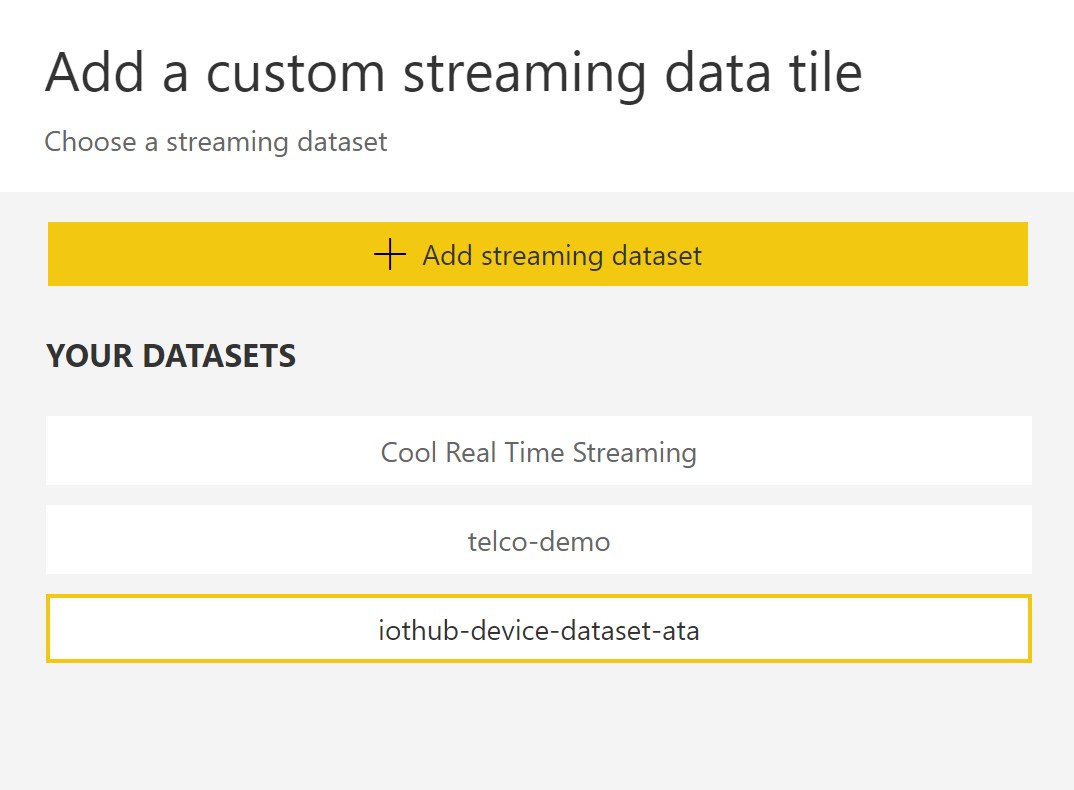 Add a custom streaming data tile
Choose a streaming dataset
Add streaming dataset
YOUR DATASETS
Cool Real Time Streaming
telco-demo
iothub-device-dataset-ata